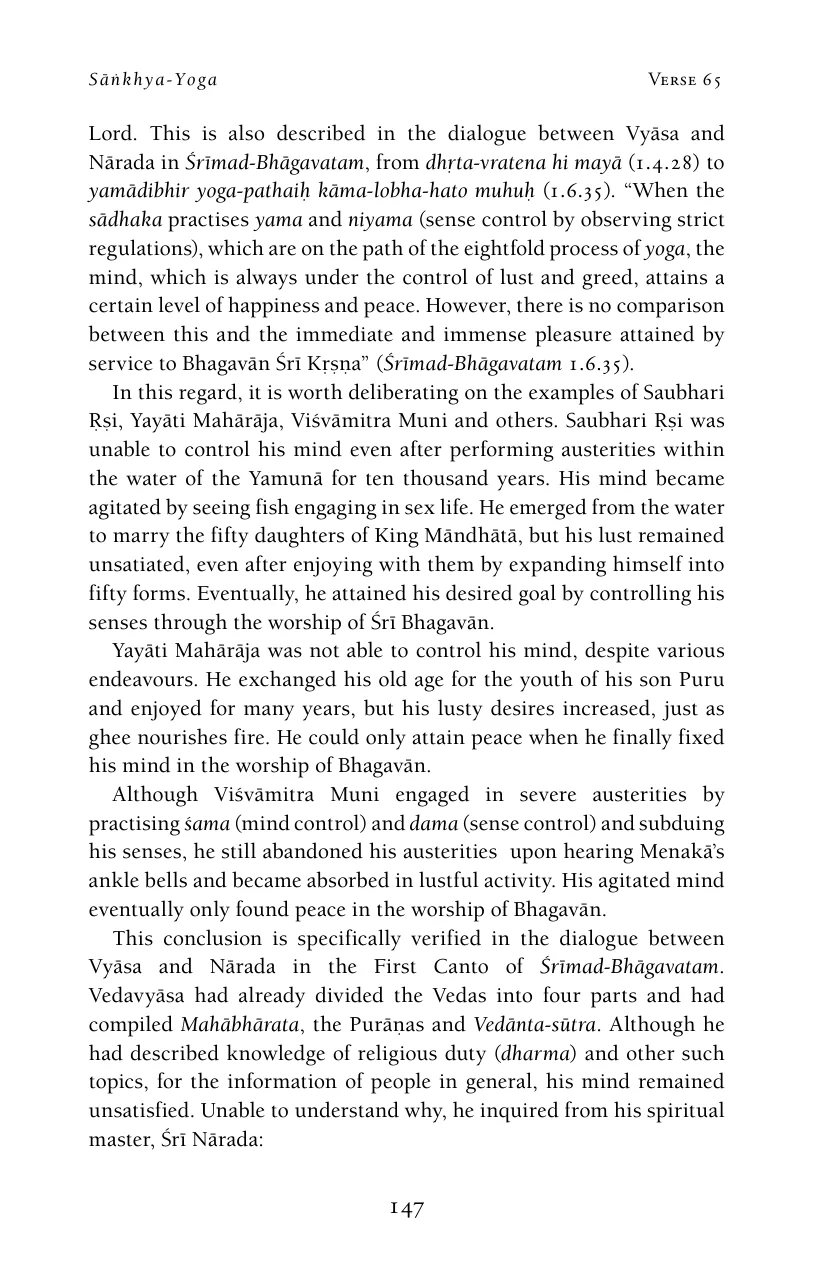 Sāṅkhya-Yoga Verse 65
Lord. This is also described in the dialogue between Vyāsa and
Nārada in Śrīmad-Bhāgavatam, from dhṛta-vratena hi mayā (1.4.28) to
yamādibhir yoga-pathaiḥ kāma-lobha-hato muhuḥ (1.6.35). “When the
sādhaka practises yama and niyama (sense control by observing strict
regulations), which are on the path of the eightfold process of yoga, the
mind, which is always under the control of lust and greed, attains a
certain level of happiness and peace. However, there is no comparison
between this and the immediate and immense pleasure attained by
service to Bhagavān Śrī Kṛṣṇa” (Śrīmad-Bhāgavatam 1.6.35).
In this regard, it is worth deliberating on the examples of Saubhari
Ṛṣi, Yayāti Mahārāja, Viśvāmitra Muni and others. Saubhari Ṛṣi was
unable to control his mind even after performing austerities within
the water of the Yamunā for ten thousand years. His mind became
agitated by seeing fish engaging in sex life. He emerged from the water
to marry the fifty daughters of King Māndhātā, but his lust remained
unsatiated, even after enjoying with them by expanding himself into
fifty forms. Eventually, he attained his desired goal by controlling his
senses through the worship of Śrī Bhagavān.
Yayāti Mahārāja was not able to control his mind, despite various
endeavours. He exchanged his old age for the youth of his son Puru
and enjoyed for many years, but his lusty desires increased, just as
ghee nourishes fire. He could only attain peace when he finally fixed
his mind in the worship of Bhagavān.
Although Viśvāmitra Muni engaged in severe austerities by
practising śama (mind control) and dama (sense control) and subduing
his senses, he still abandoned his austerities upon hearing Menakā’s
ankle bells and became absorbed in lustful activity. His agitated mind
eventually only found peace in the worship of Bhagavān.
This conclusion is specifically verified in the dialogue between
Vyāsa and Nārada in the First Canto of Śrīmad-Bhāgavatam.
Vedavyāsa had already divided the Vedas into four parts and had
compiled Mahābhārata, the Purāṇas and Vedānta-sūtra. Although he
had described knowledge of religious duty (dharma) and other such
topics, for the information of people in general, his mind remained
unsatisfied. Unable to understand why, he inquired from his spiritual
master, Śrī Nārada:
147